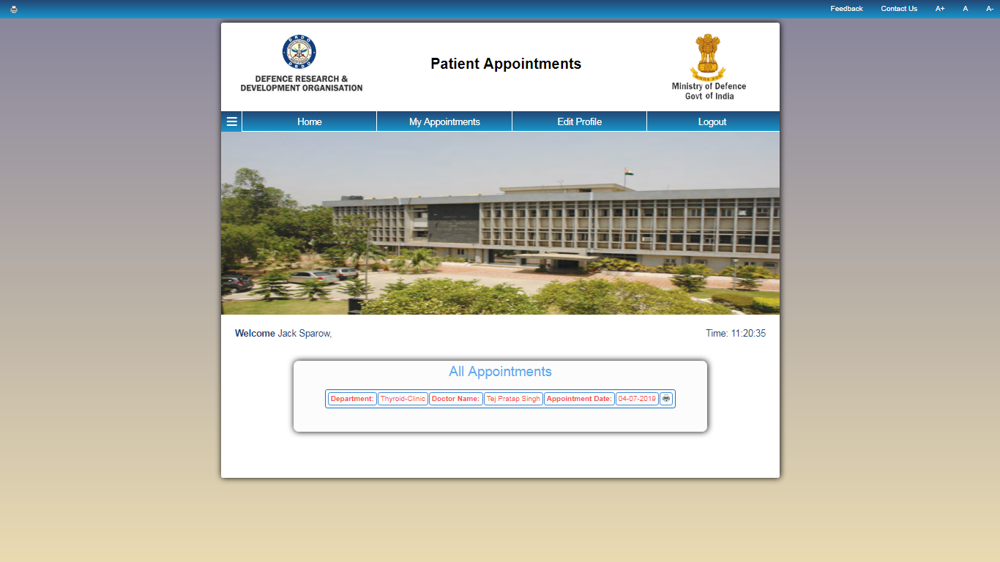 Feedback Contact Us A+ A A-
DRDO
DEFENCE RESEARCH &
DEVELOPMENT ORGANISATION
Patient Appointments
Ministry of Defence
Govt of India
Home My Appointments Edit Profile Logout
Welcome Jack Sparow,
Time: 11:20:35
All Appointments
Department: Thyroid-Clinic Doctor Name: Tej Pratap Singh Appointment Date: 04-07-2019